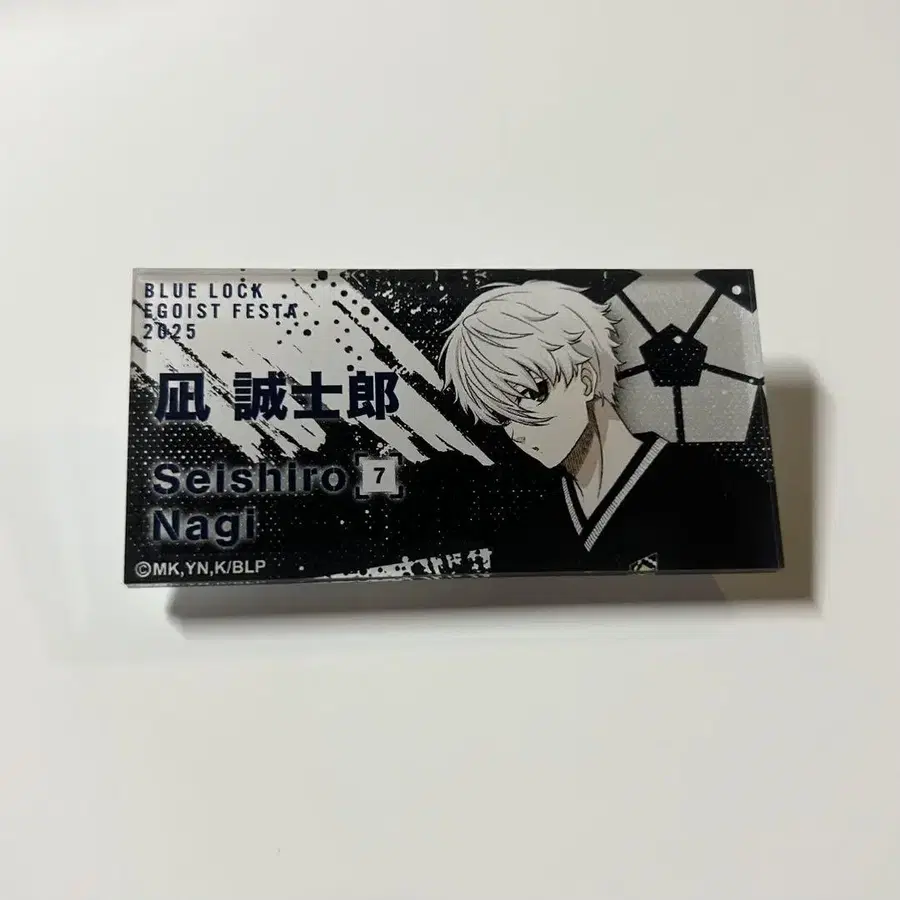 BLUE LOCK
EGOIST FESTA
2025
凪 誠士郎
Seishiro 7
Nagi
©MK,YN,K/BLP